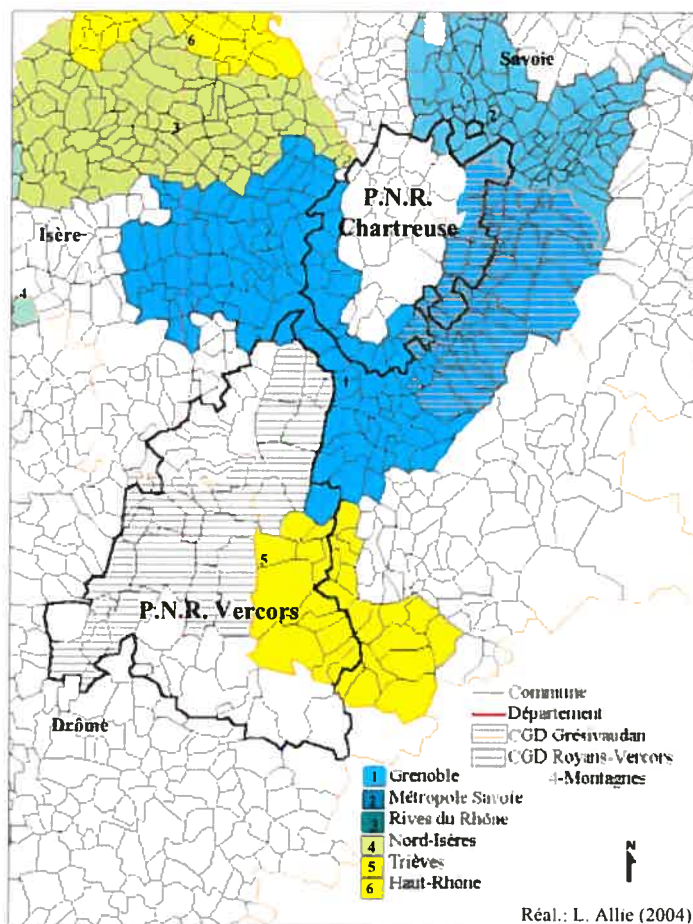 6
Savoie
2
3
P.N.R.
Chartreuse
Isère
4
1
5
P.N.R. Vercors
Drôme
Commune
Département
CGD Grésivaudan
CGD Royans-Vercors
4-Montagnes
1 Grenoble
2 Métropole Savoie
3 Rives du Rhône
4 Nord-Isères
5 Trièves
6 Haut-Rhône
N
Réal.: L. Allie (2004)